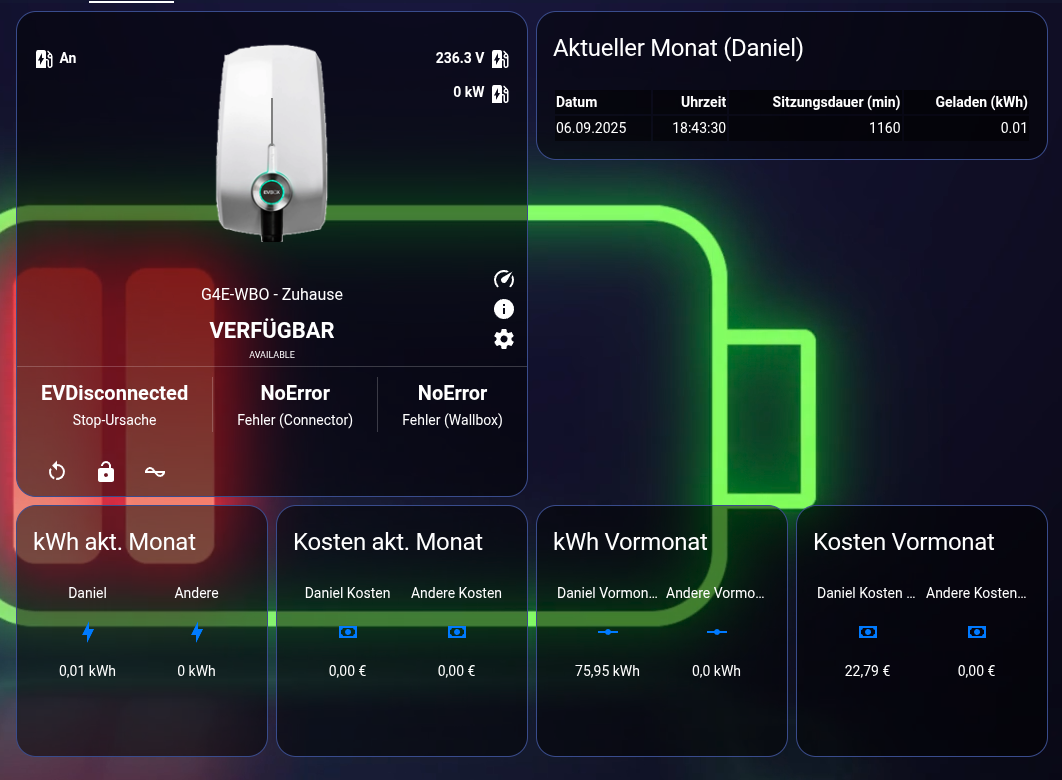 An
236.3 V
0 kW
EVBOX
G4E-WBO - Zuhause
VERFÜGBAR
AVAILABLE
EVDisconnected
Stop-Ursache
NoError
Fehler (Connector)
NoError
Fehler (Wallbox)
Aktueller Monat (Daniel)
Datum Uhrzeit Sitzungsdauer (min) Geladen (kWh)
06.09.2025 18:43:30 1160 0.01
kWh akt. Monat
Daniel Andere
0,01 kWh 0 kWh
Kosten akt. Monat
Daniel Kosten Andere Kosten
0,00 € 0,00 €
kWh Vormonat
Daniel Vormon... Andere Vormo...
75,95 kWh 0,0 kWh
Kosten Vormonat
Daniel Kosten ... Andere Kosten...
22,79 € 0,00 €